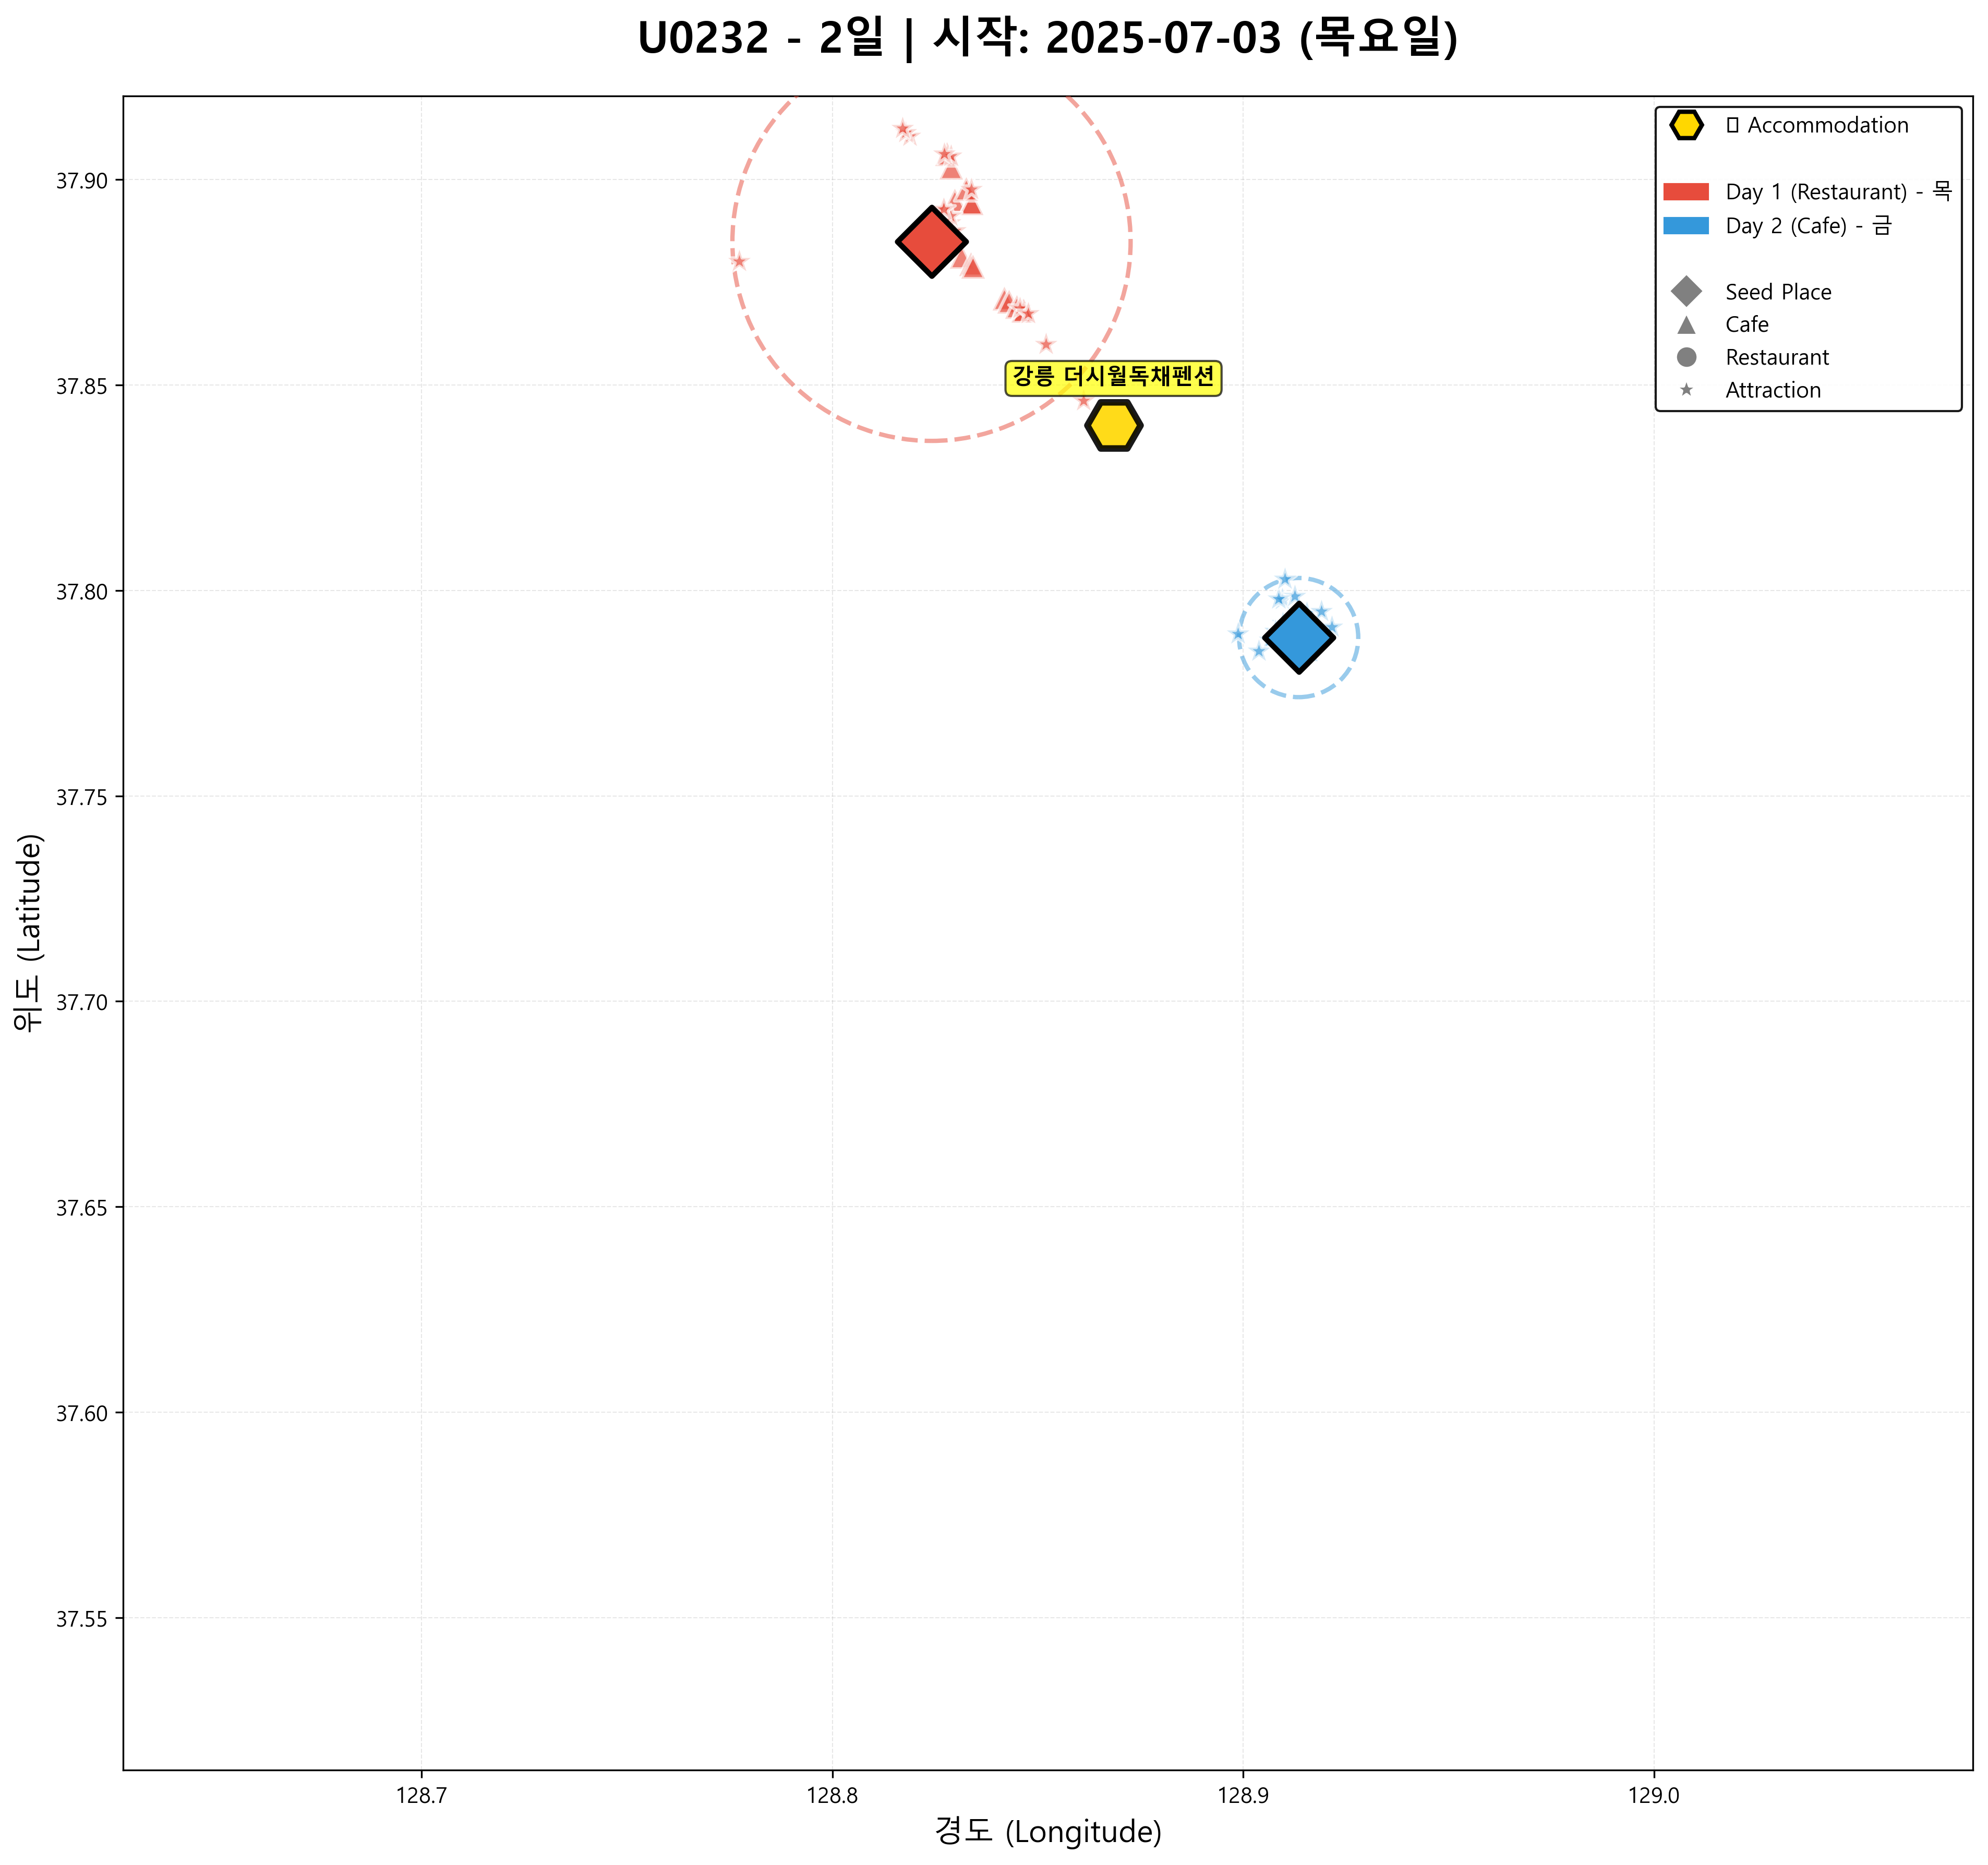 U0232 - 2일 | 시작: 2025-07-03 (목요일)
Accommodation
Day 1 (Restaurant) - 목
Day 2 (Cafe) - 금
Seed Place
Cafe
Restaurant
Attraction
강릉 더시월독채펜션
37.90
37.85
37.80
37.75
37.70
37.65
37.60
37.55
위도 (Latitude)
128.7
128.8
128.9
129.0
경도 (Longitude)